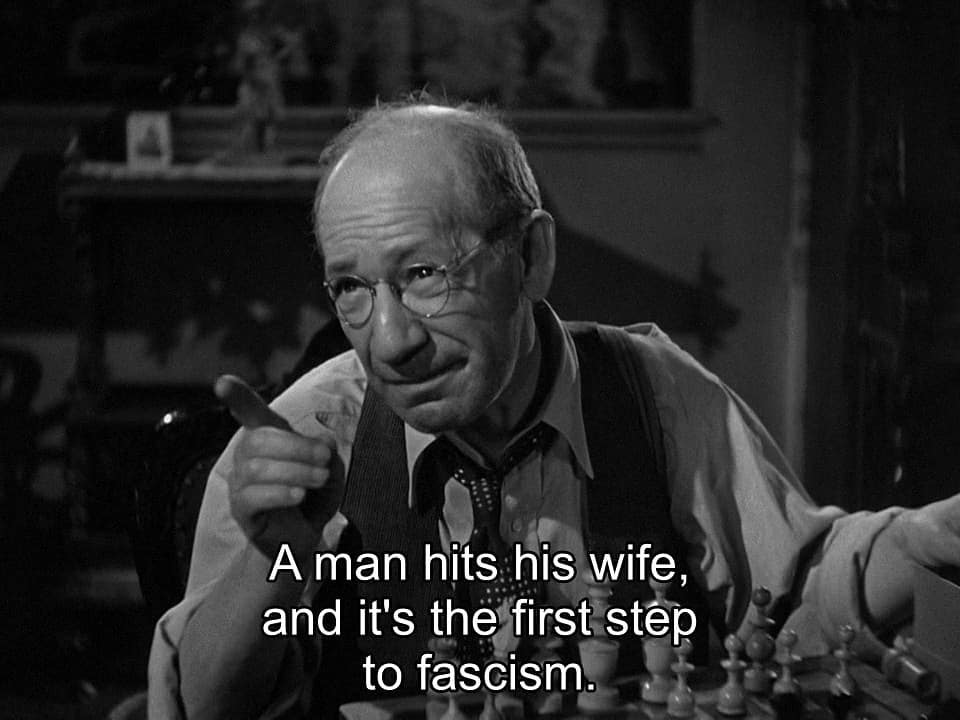 A man hits his wife,
and it's the first step
to fascism.